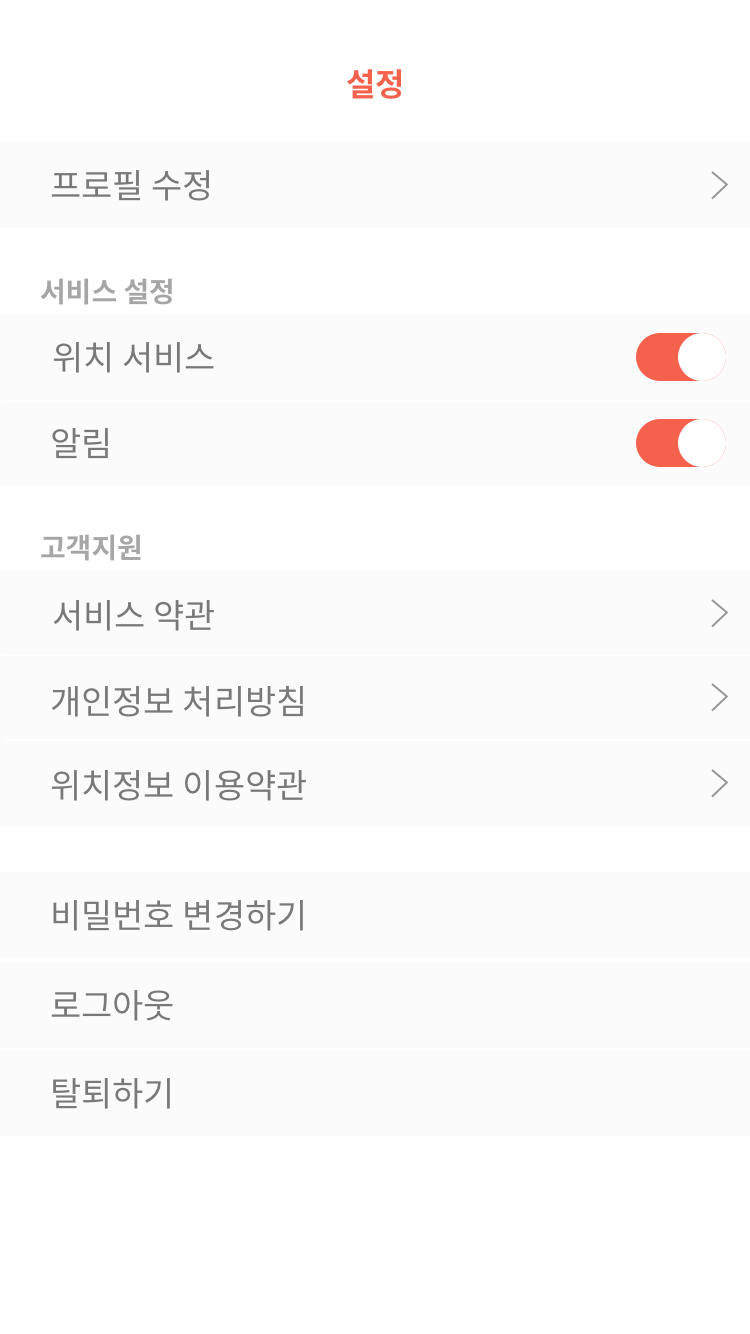 설정
프로필 수정
서비스 설정
위치 서비스
알림
고객지원
서비스 약관
개인정보 처리방침
위치정보 이용약관
비밀번호 변경하기
로그아웃
탈퇴하기